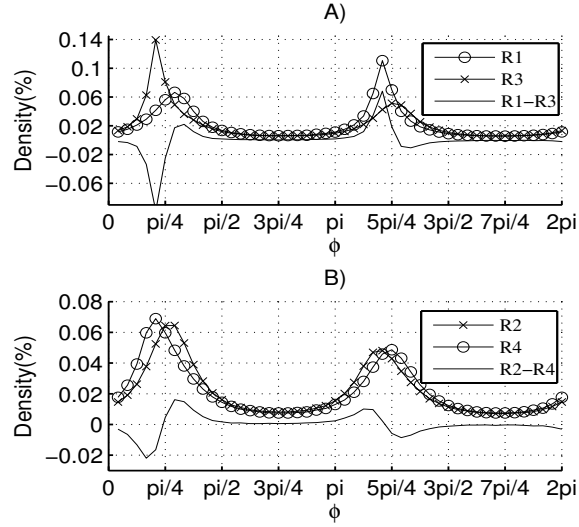 A)
Density(%)
0.14
0.1
0.06
0.02
−0.02
−0.06
R1
R3
R1−R3
0 pi/4 pi/2 3pi/4 pi 5pi/4 3pi/2 7pi/4 2pi
ϕ
B)
Density(%)
0.08
0.06
0.04
0.02
0
−0.02
R2
R4
R2−R4
0 pi/4 pi/2 3pi/4 pi 5pi/4 3pi/2 7pi/4 2pi
ϕ